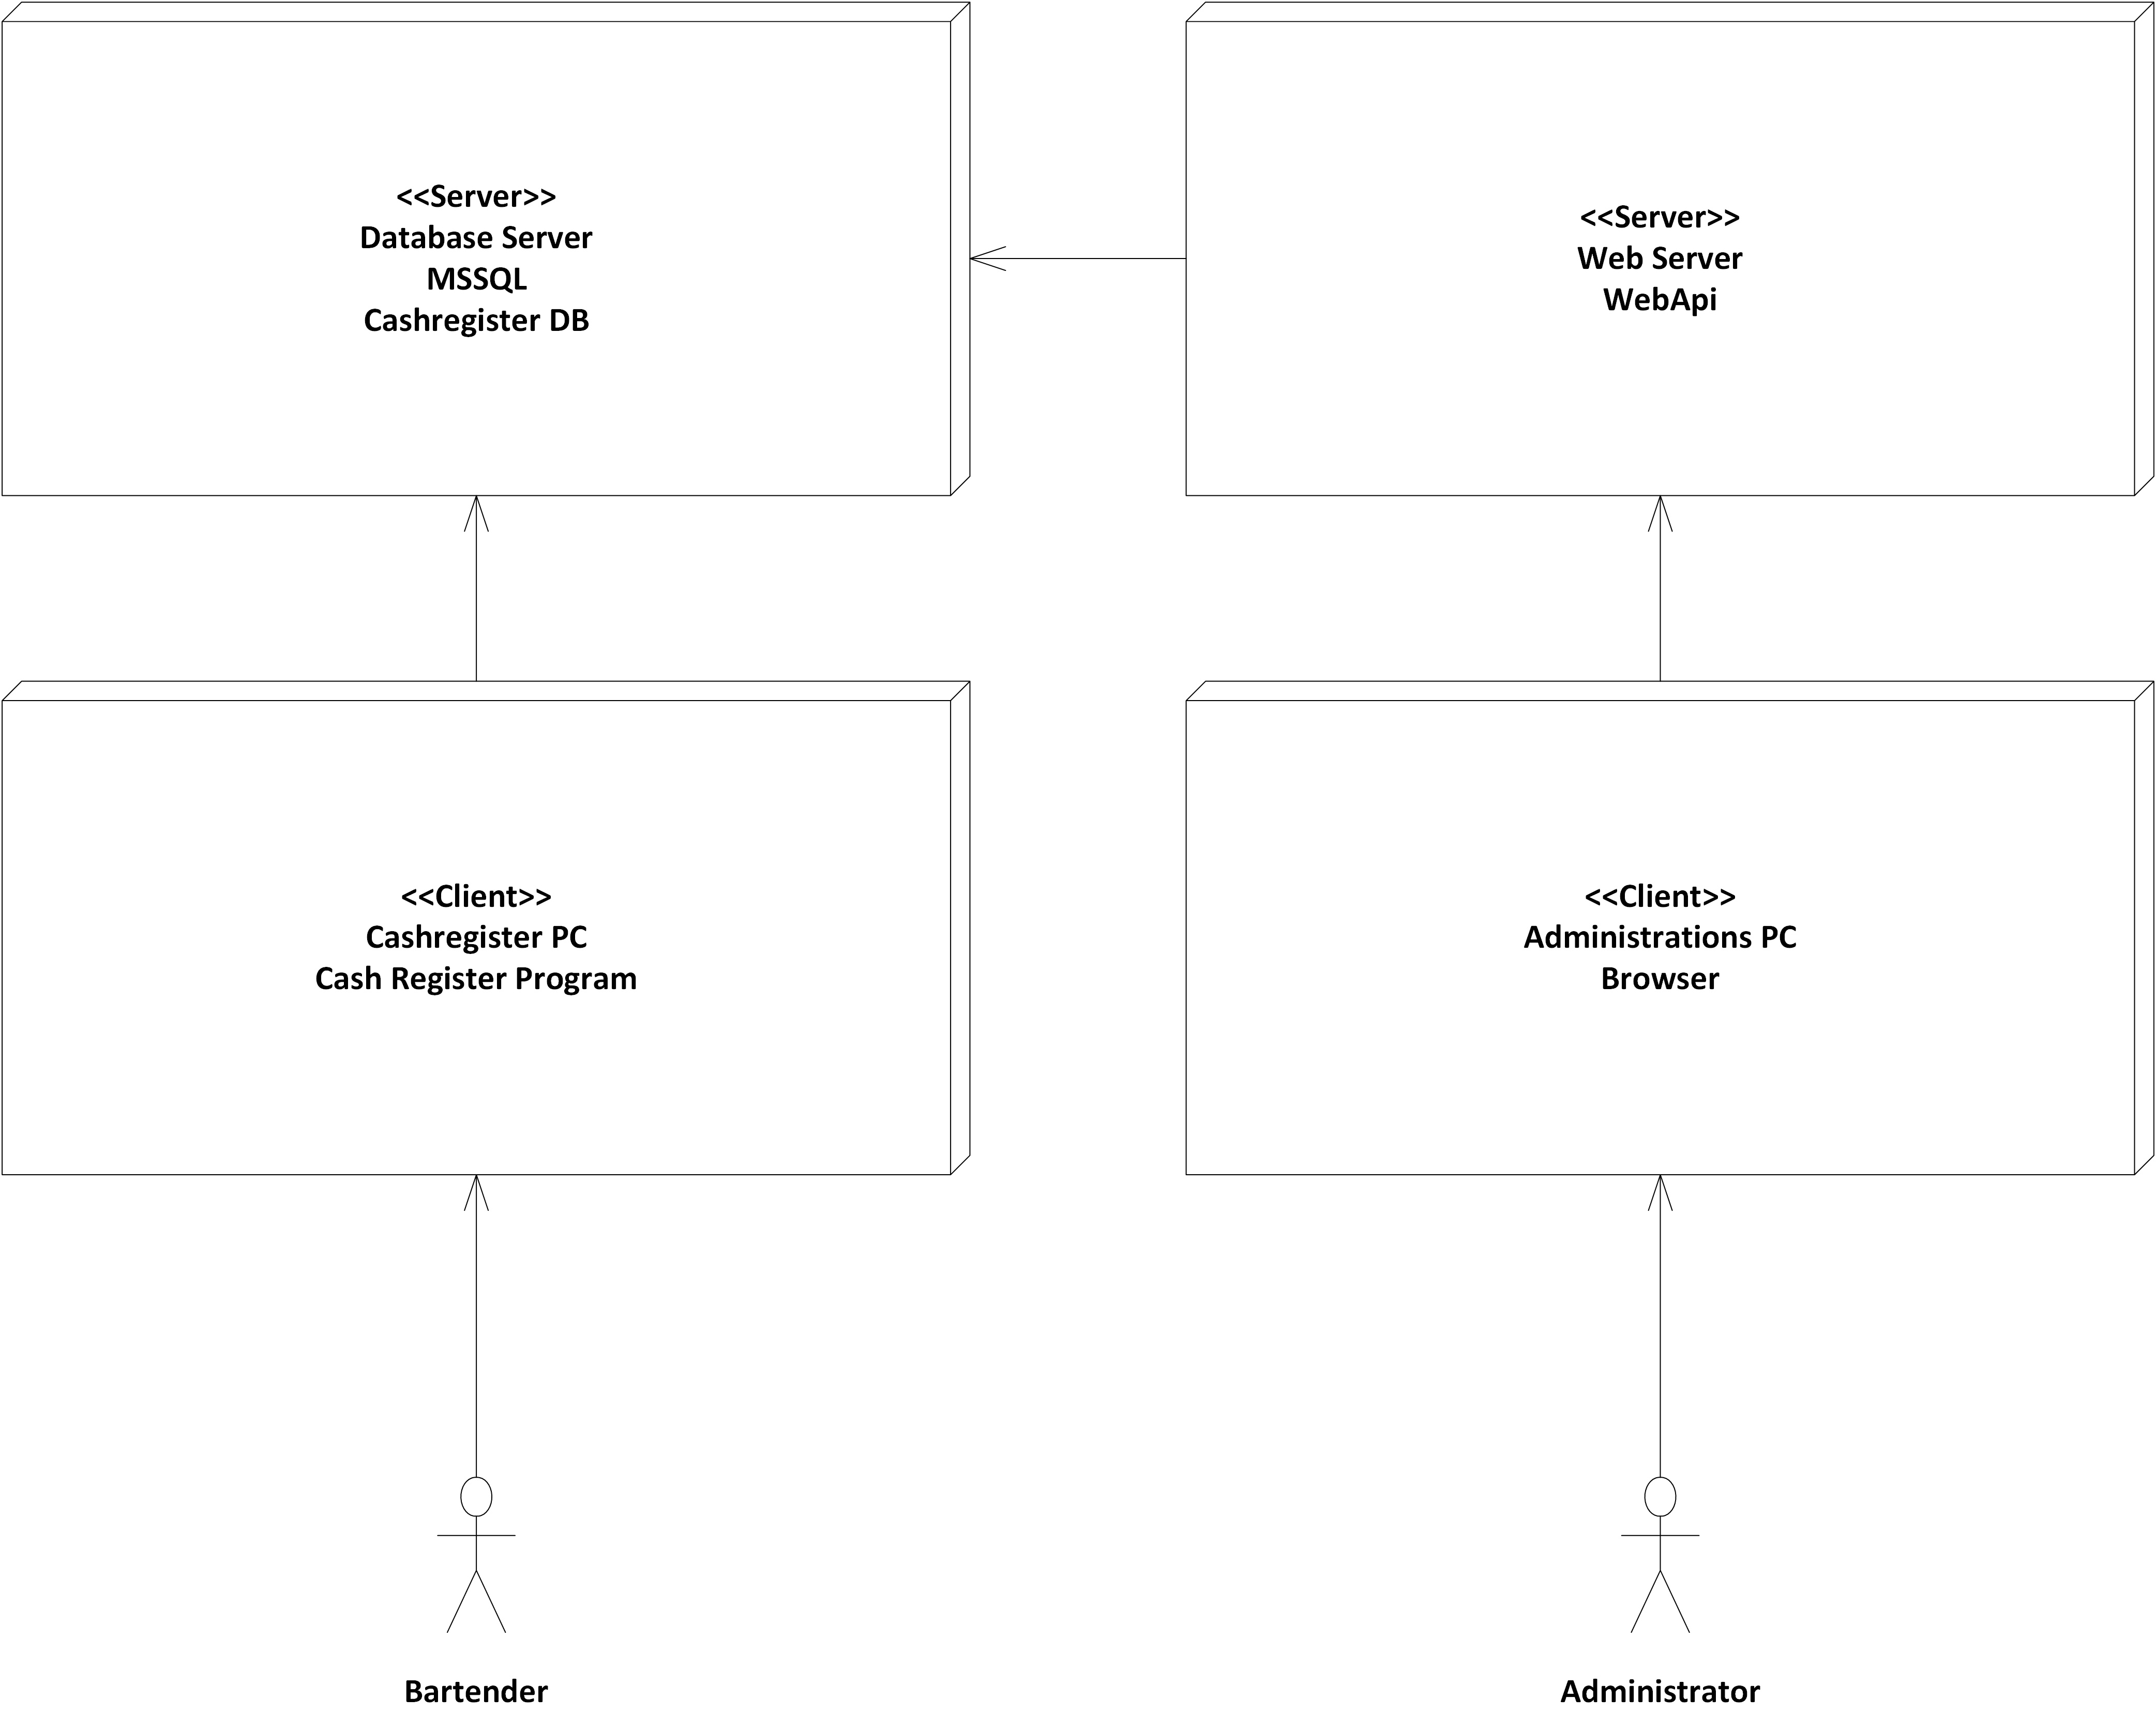 <<Server>>
Database Server
MSSQL
Cashregister DB
<<Server>>
Web Server
WebApi
<<Client>>
Cashregister PC
Cash Register Program
<<Client>>
Administrations PC
Browser
Bartender
Administrator